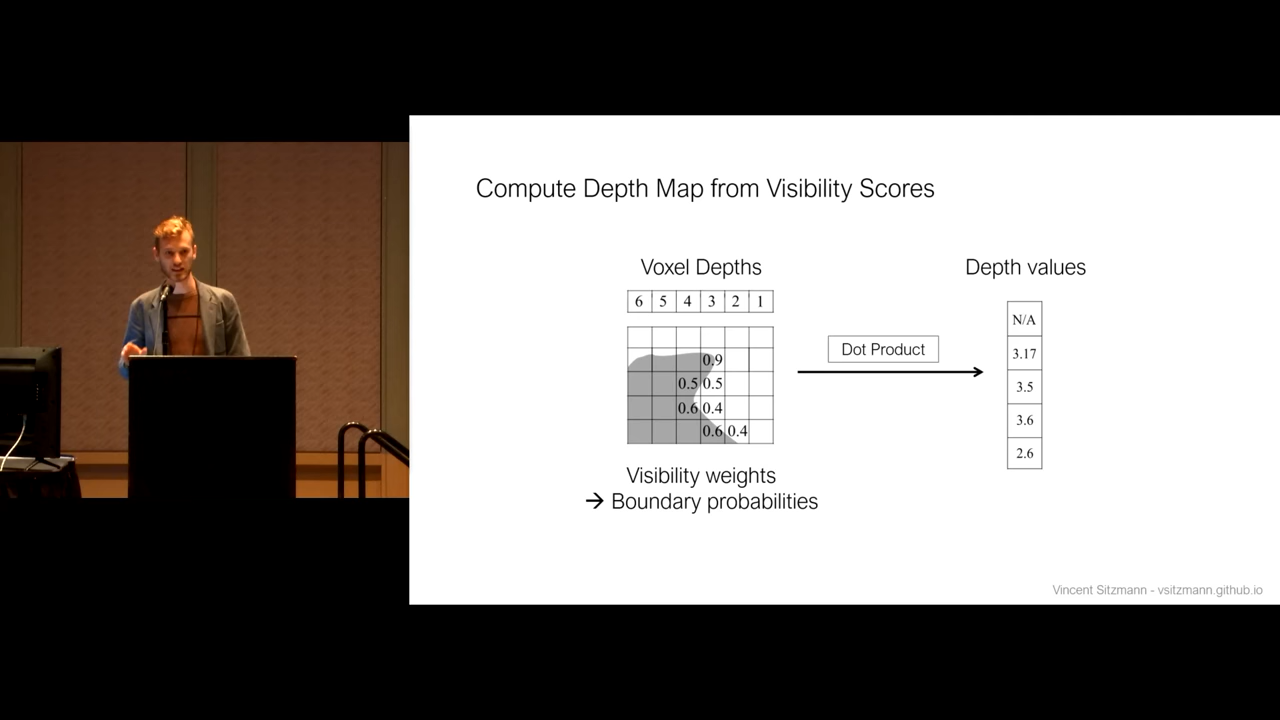 Compute Depth Map from Visibility Scores
Voxel Depths
6 5 4 3 2 1
0.9
0.5 0.5
0.6 0.4
0.6 0.4
Visibility weights
→ Boundary probabilities
Dot Product
Depth values
N/A
3.17
3.5
3.6
2.6
Vincent Sitzmann - vsitzmann.github.io